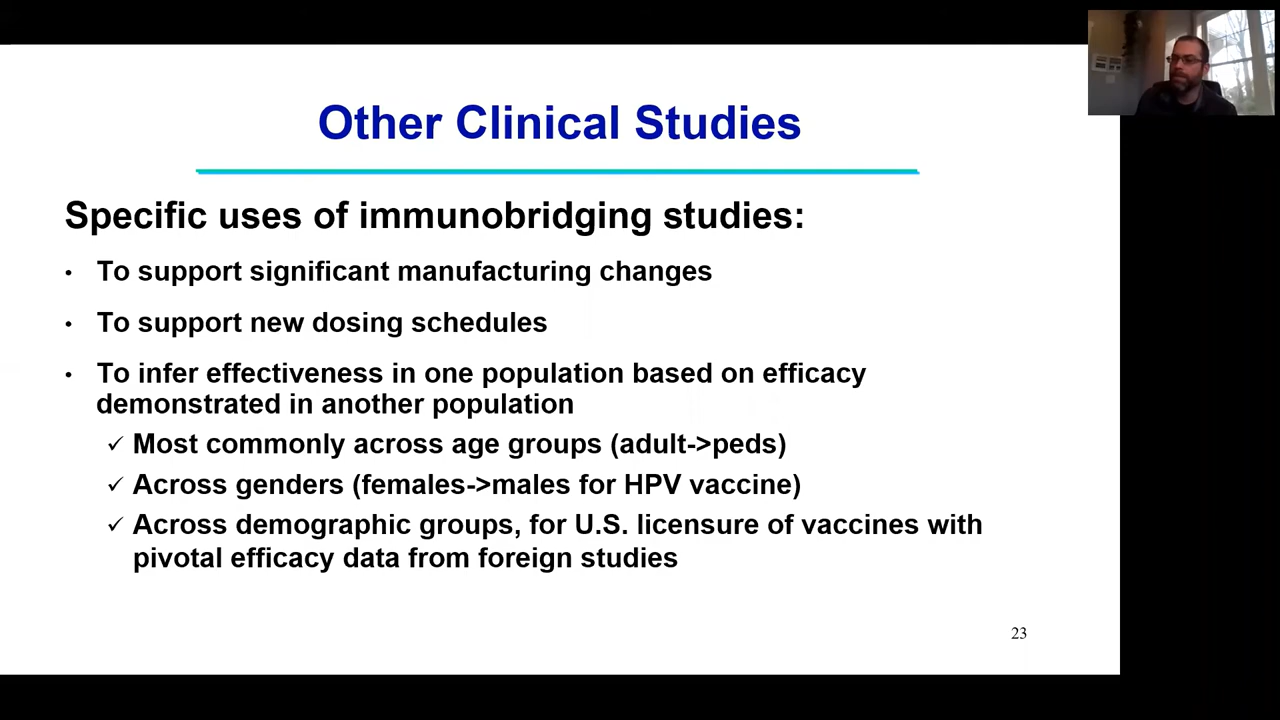 Other Clinical Studies
Specific uses of immunobridging studies:
• To support significant manufacturing changes
• To support new dosing schedules
• To infer effectiveness in one population based on efficacy
demonstrated in another population
✓ Most commonly across age groups (adult->peds)
✓ Across genders (females->males for HPV vaccine)
✓ Across demographic groups, for U.S. licensure of vaccines with
pivotal efficacy data from foreign studies
23